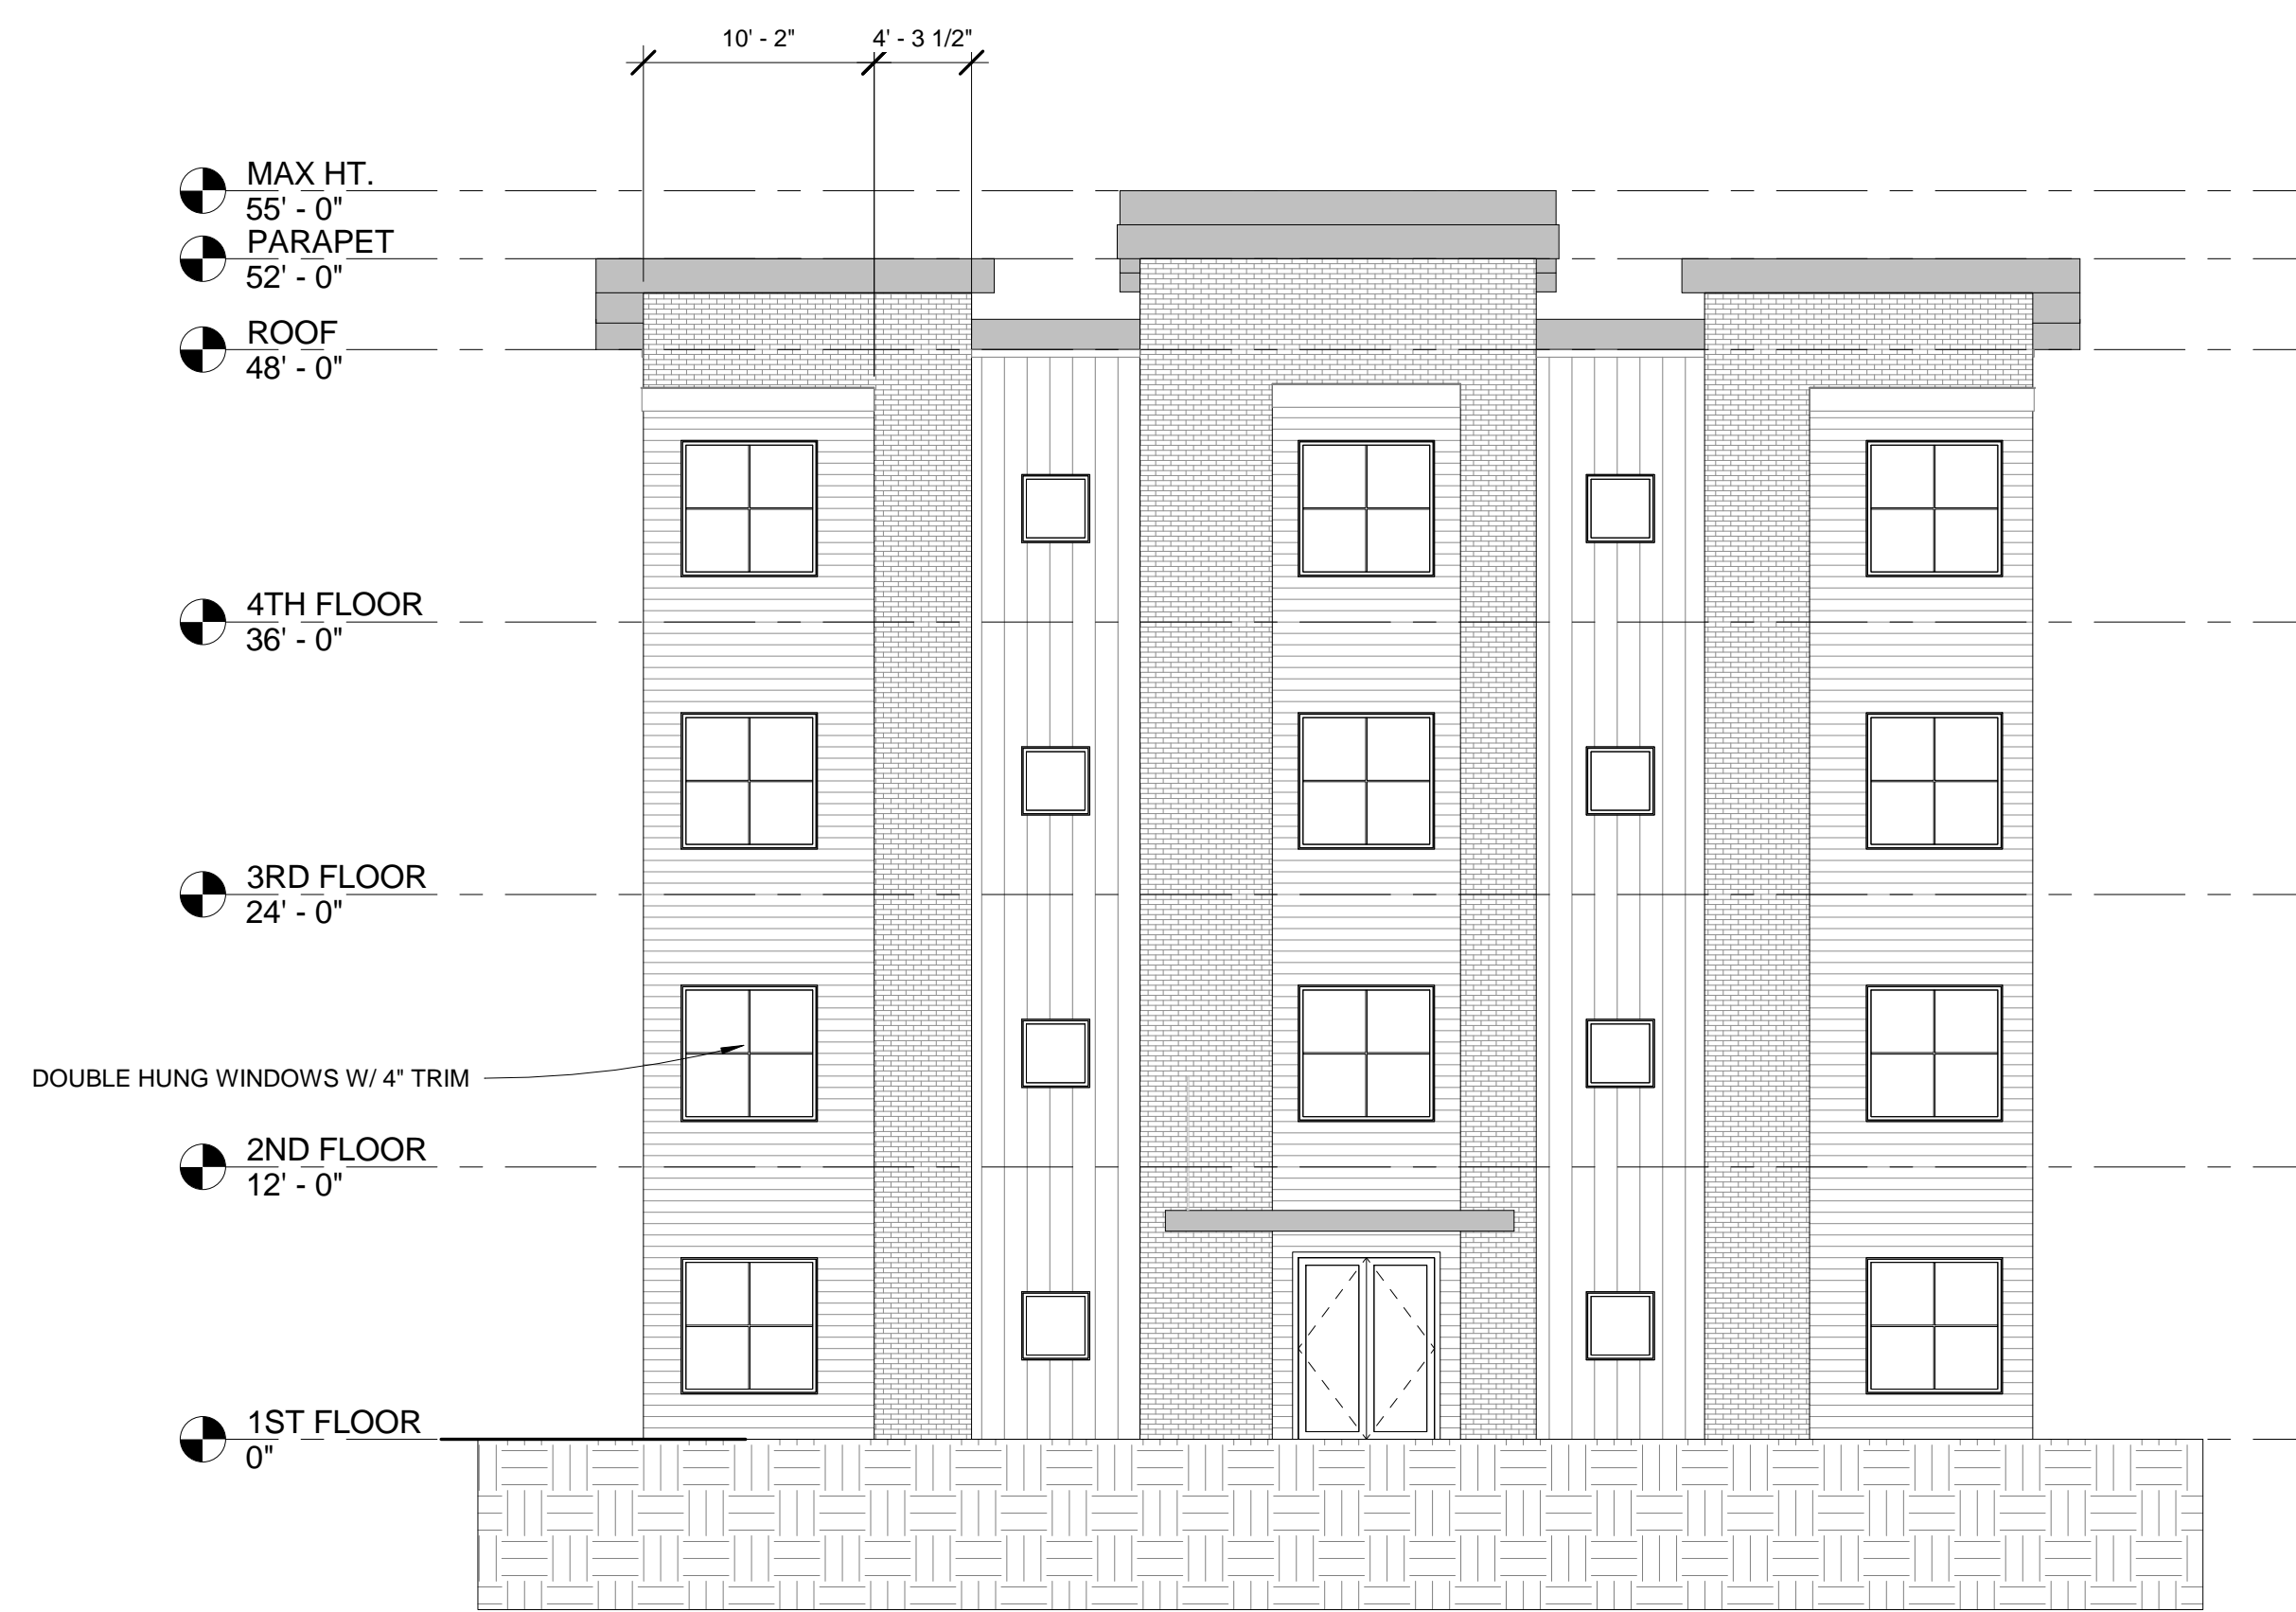 10' - 2"
4' - 3 1/2"
MAX HT.
55' - 0"
PARAPET
52' - 0"
ROOF
48' - 0"
4TH FLOOR
36' - 0"
3RD FLOOR
24' - 0"
DOUBLE HUNG WINDOWS W/ 4" TRIM
2ND FLOOR
12' - 0"
1ST FLOOR
0"